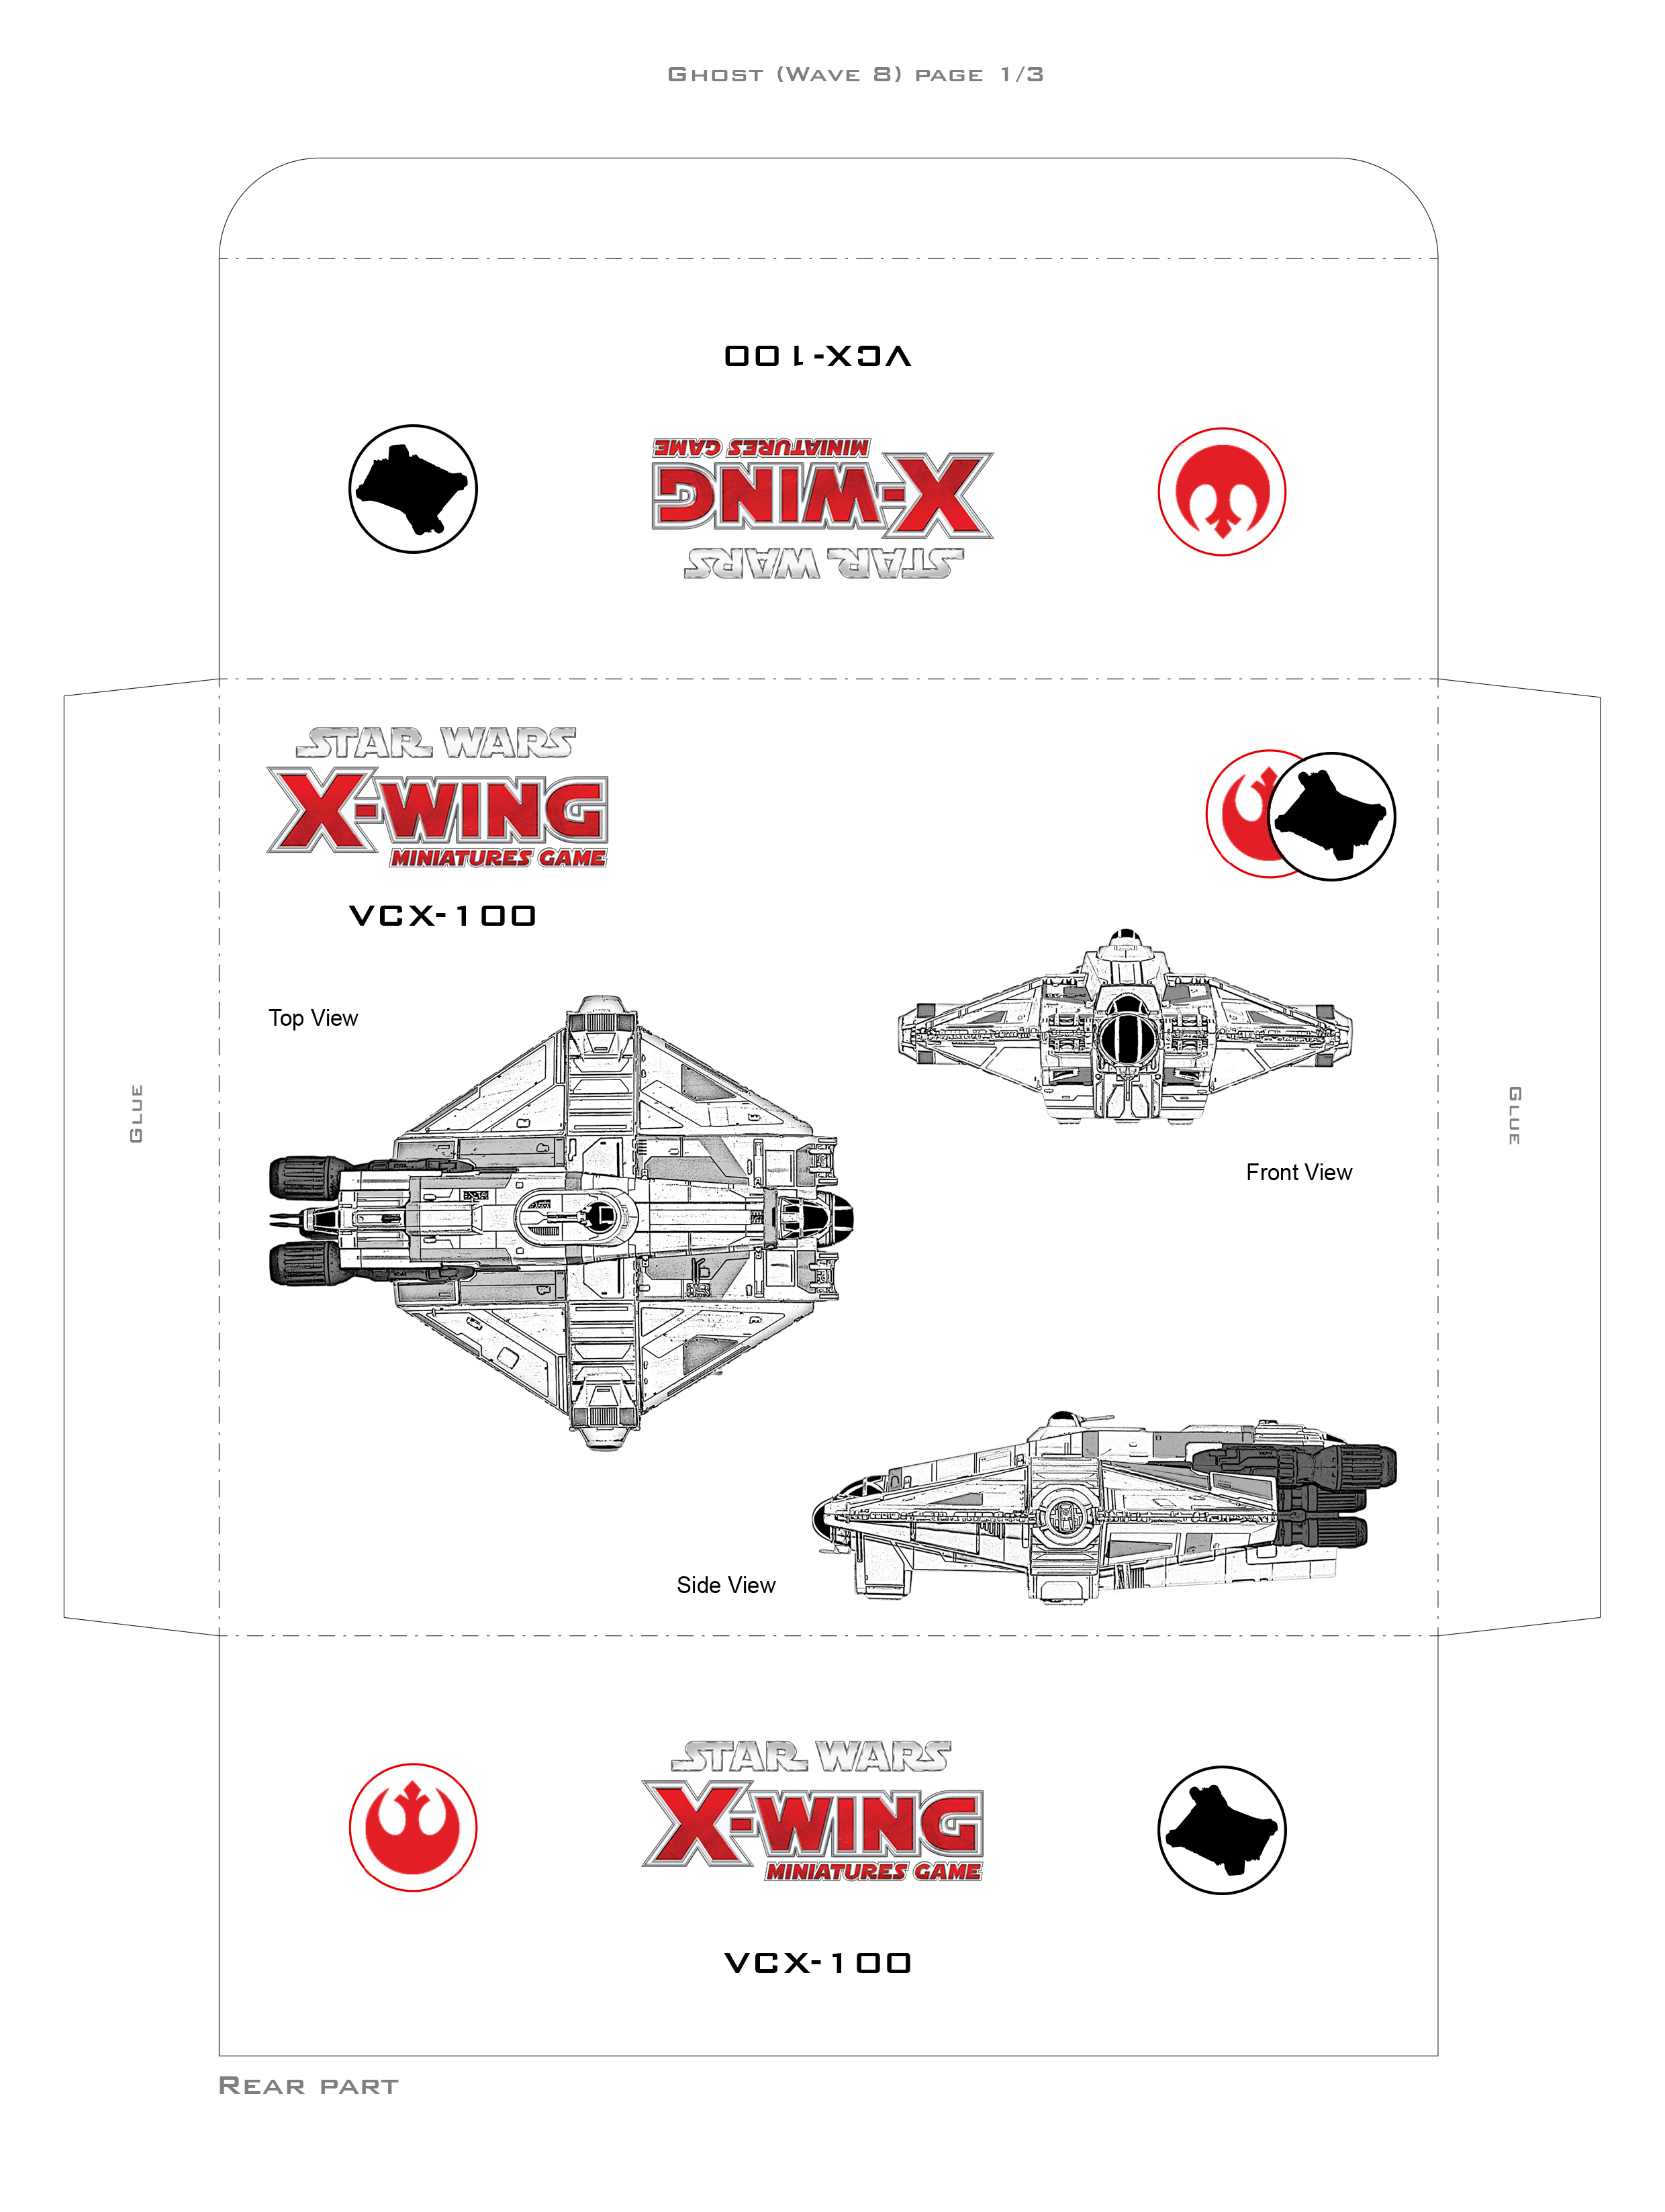 Ghost (Wave 8) page 1/3
VCX-100
MINIATURES GAME
X-WING
STAR WARS
STAR WARS
X-WING
MINIATURES GAME
VCX-100
Top View
Glue
Glue
Front View
Side View
STAR WARS
X-WING
MINIATURES GAME
VCX-100
Rear part